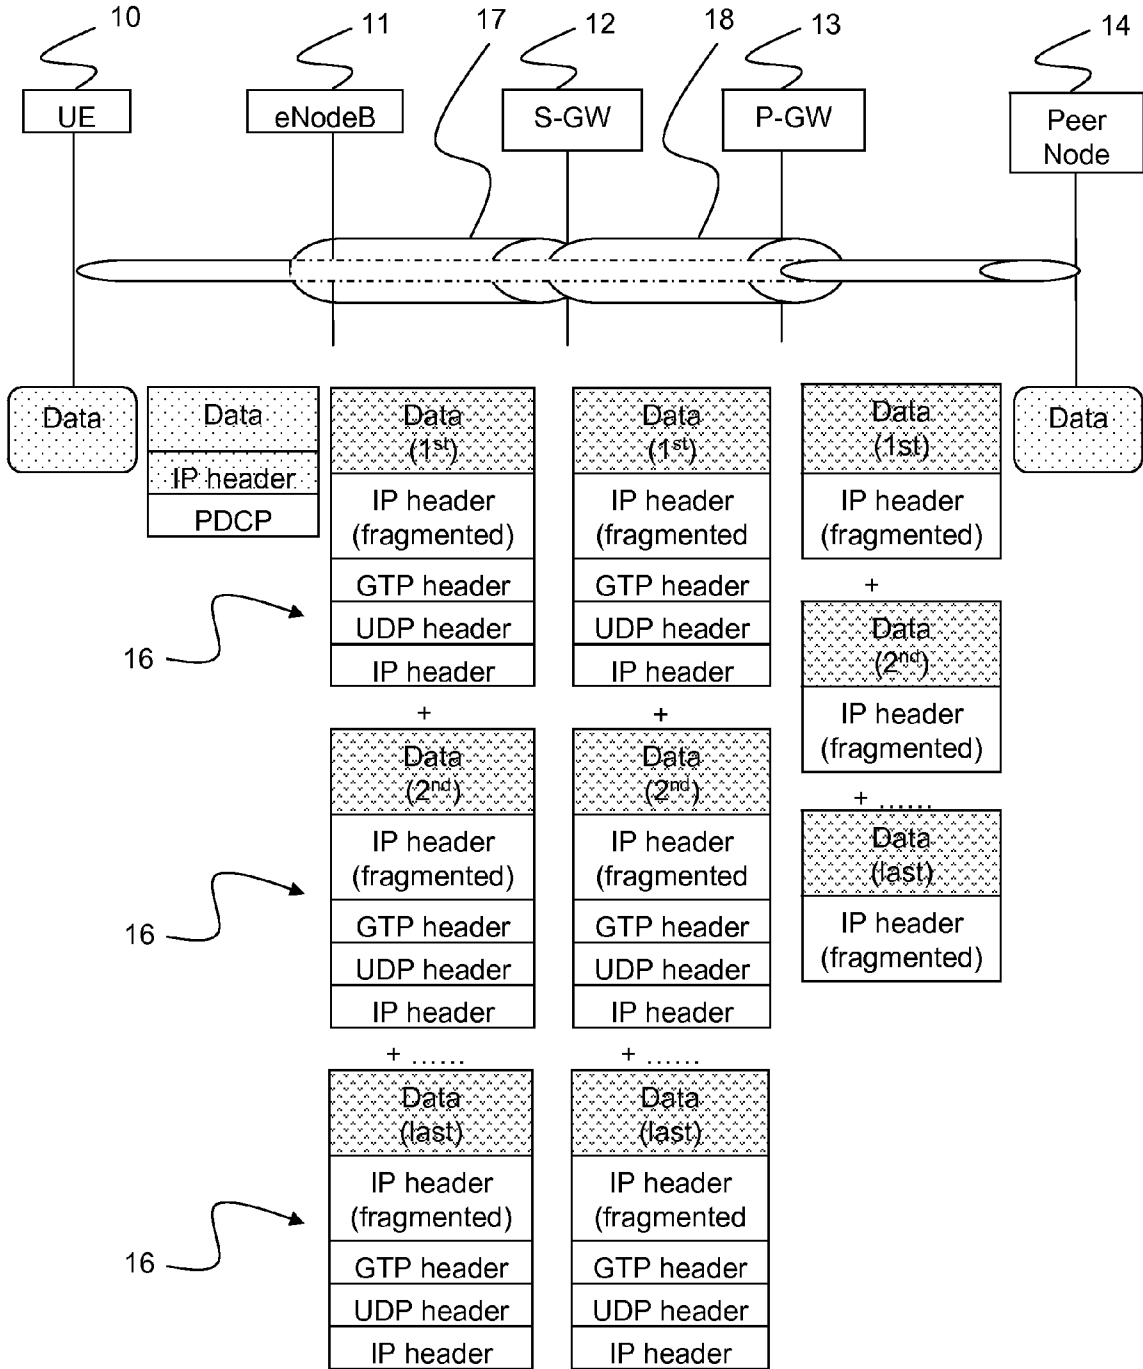 10
11
17
12
18
13
14
UE
eNodeB
S-GW
P-GW
Peer
Node
Data
Data
IP header
PDCP
Data
(1st)
IP header
(fragmented)
GTP header
UDP header
IP header
+
Data
(2nd)
IP header
(fragmented)
GTP header
UDP header
IP header
+ ......
Data
(last)
IP header
(fragmented)
GTP header
UDP header
IP header
Data
(1st)
IP header
(fragmented
GTP header
UDP header
IP header
+
Data
(2nd)
IP header
(fragmented
GTP header
UDP header
IP header
+ ......
Data
(last)
IP header
(fragmented
GTP header
UDP header
IP header
Data
(1st)
IP header
(fragmented)
+
Data
(2nd)
IP header
(fragmented)
+ ......
Data
(last)
IP header
(fragmented)
Data
16
16
16